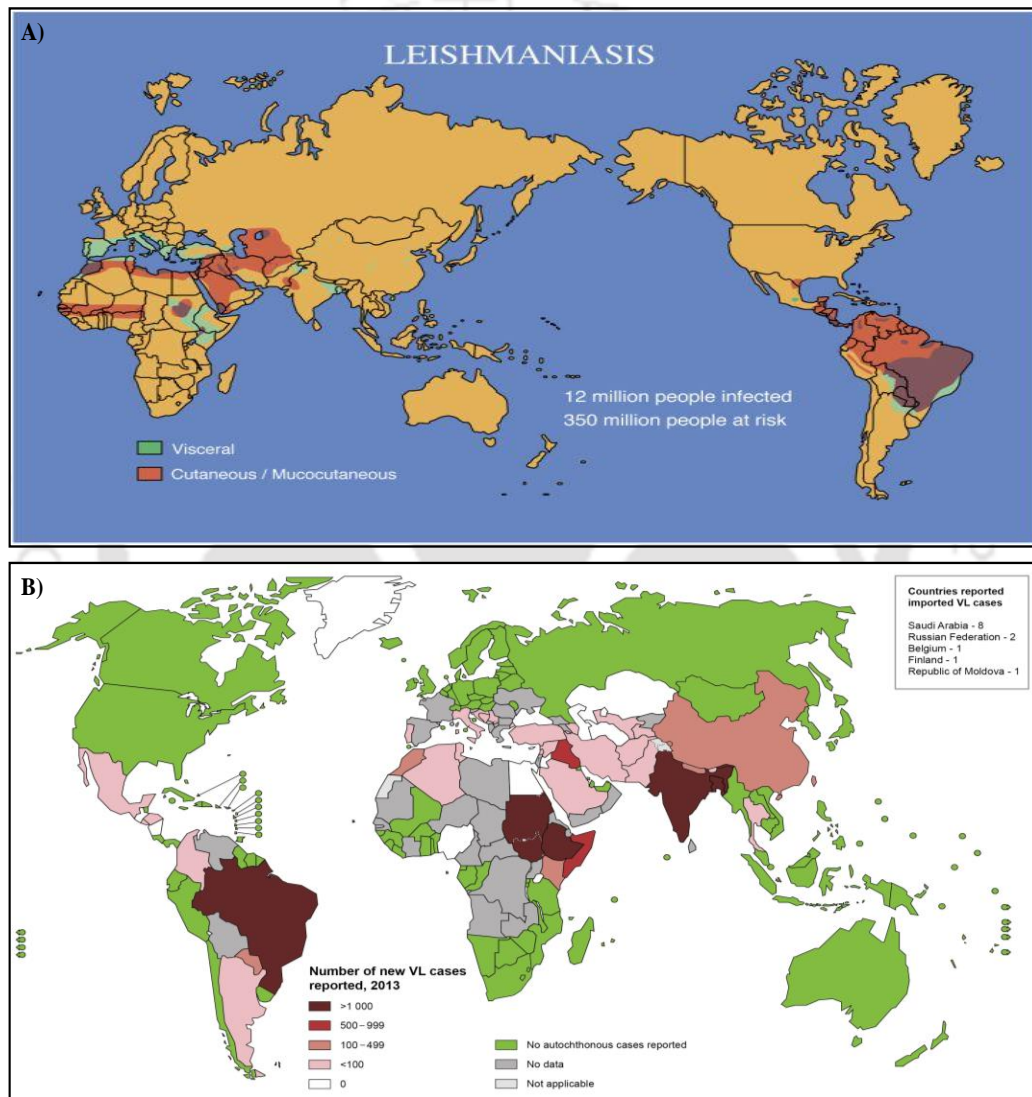 A)
LEISHMANIASIS
12 million people infected
350 million people at risk
Visceral
Cutaneous / Mucocutaneous
B)
Countries reported
imported VL cases
Saudi Arabia - 8
Russian Federation - 2
Belgium - 1
Finland - 1
Republic of Moldova - 1
Number of new VL cases
reported, 2013
>1 000
500–999
100–499
<100
0
No autochthonous cases reported
No data
Not applicable